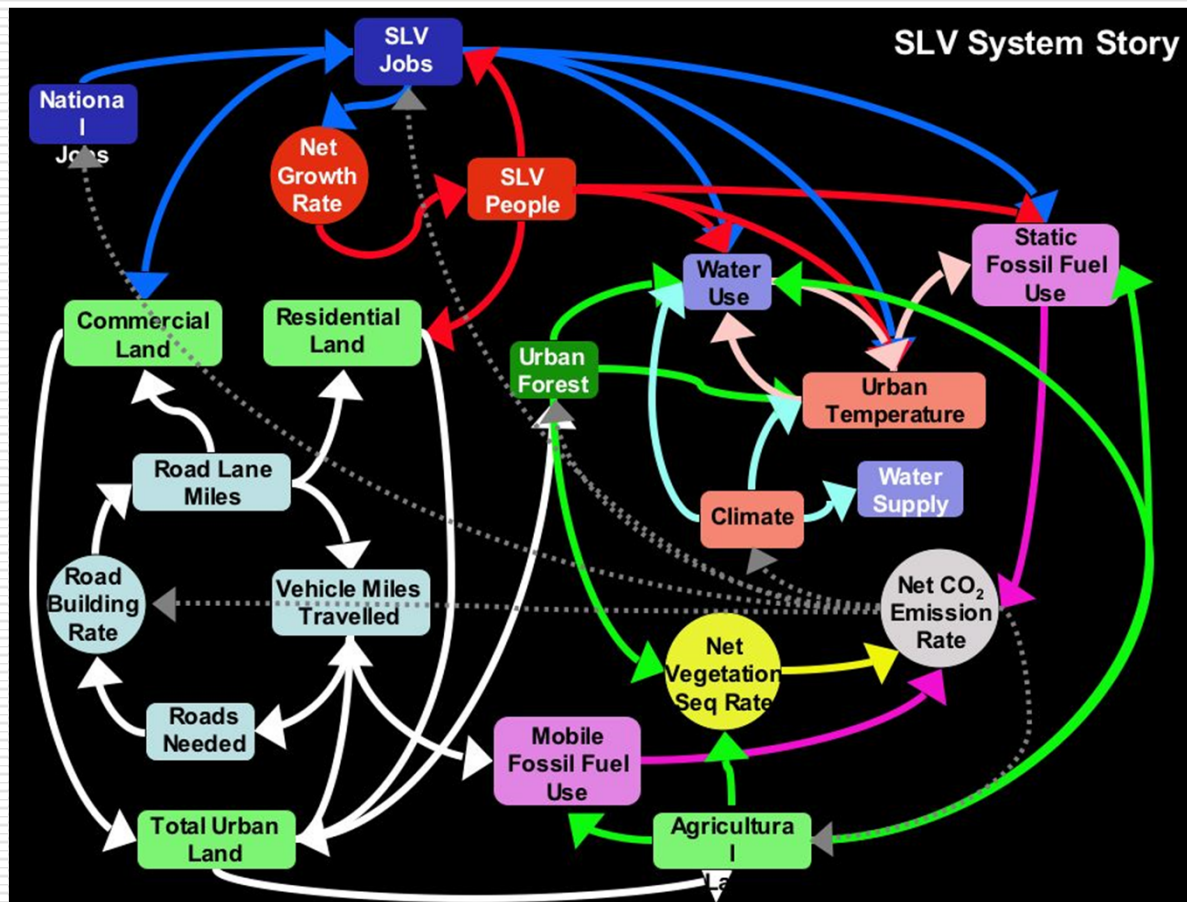 SLV System Story
SLV
Jobs
Nationa
l
Jobs
Net
Growth
Rate
SLV
People
Static
Fossil Fuel
Use
Water
Use
Commercial
Land
Residential
Land
Urban
Forest
Urban
Temperature
Road Lane
Miles
Water
Supply
Climate
Road
Building
Rate
Vehicle Miles
Travelled
Net CO₂
Emission
Rate
Net
Vegetation
Seq Rate
Roads
Needed
Mobile
Fossil Fuel
Use
Total Urban
Land
Agricultura
l